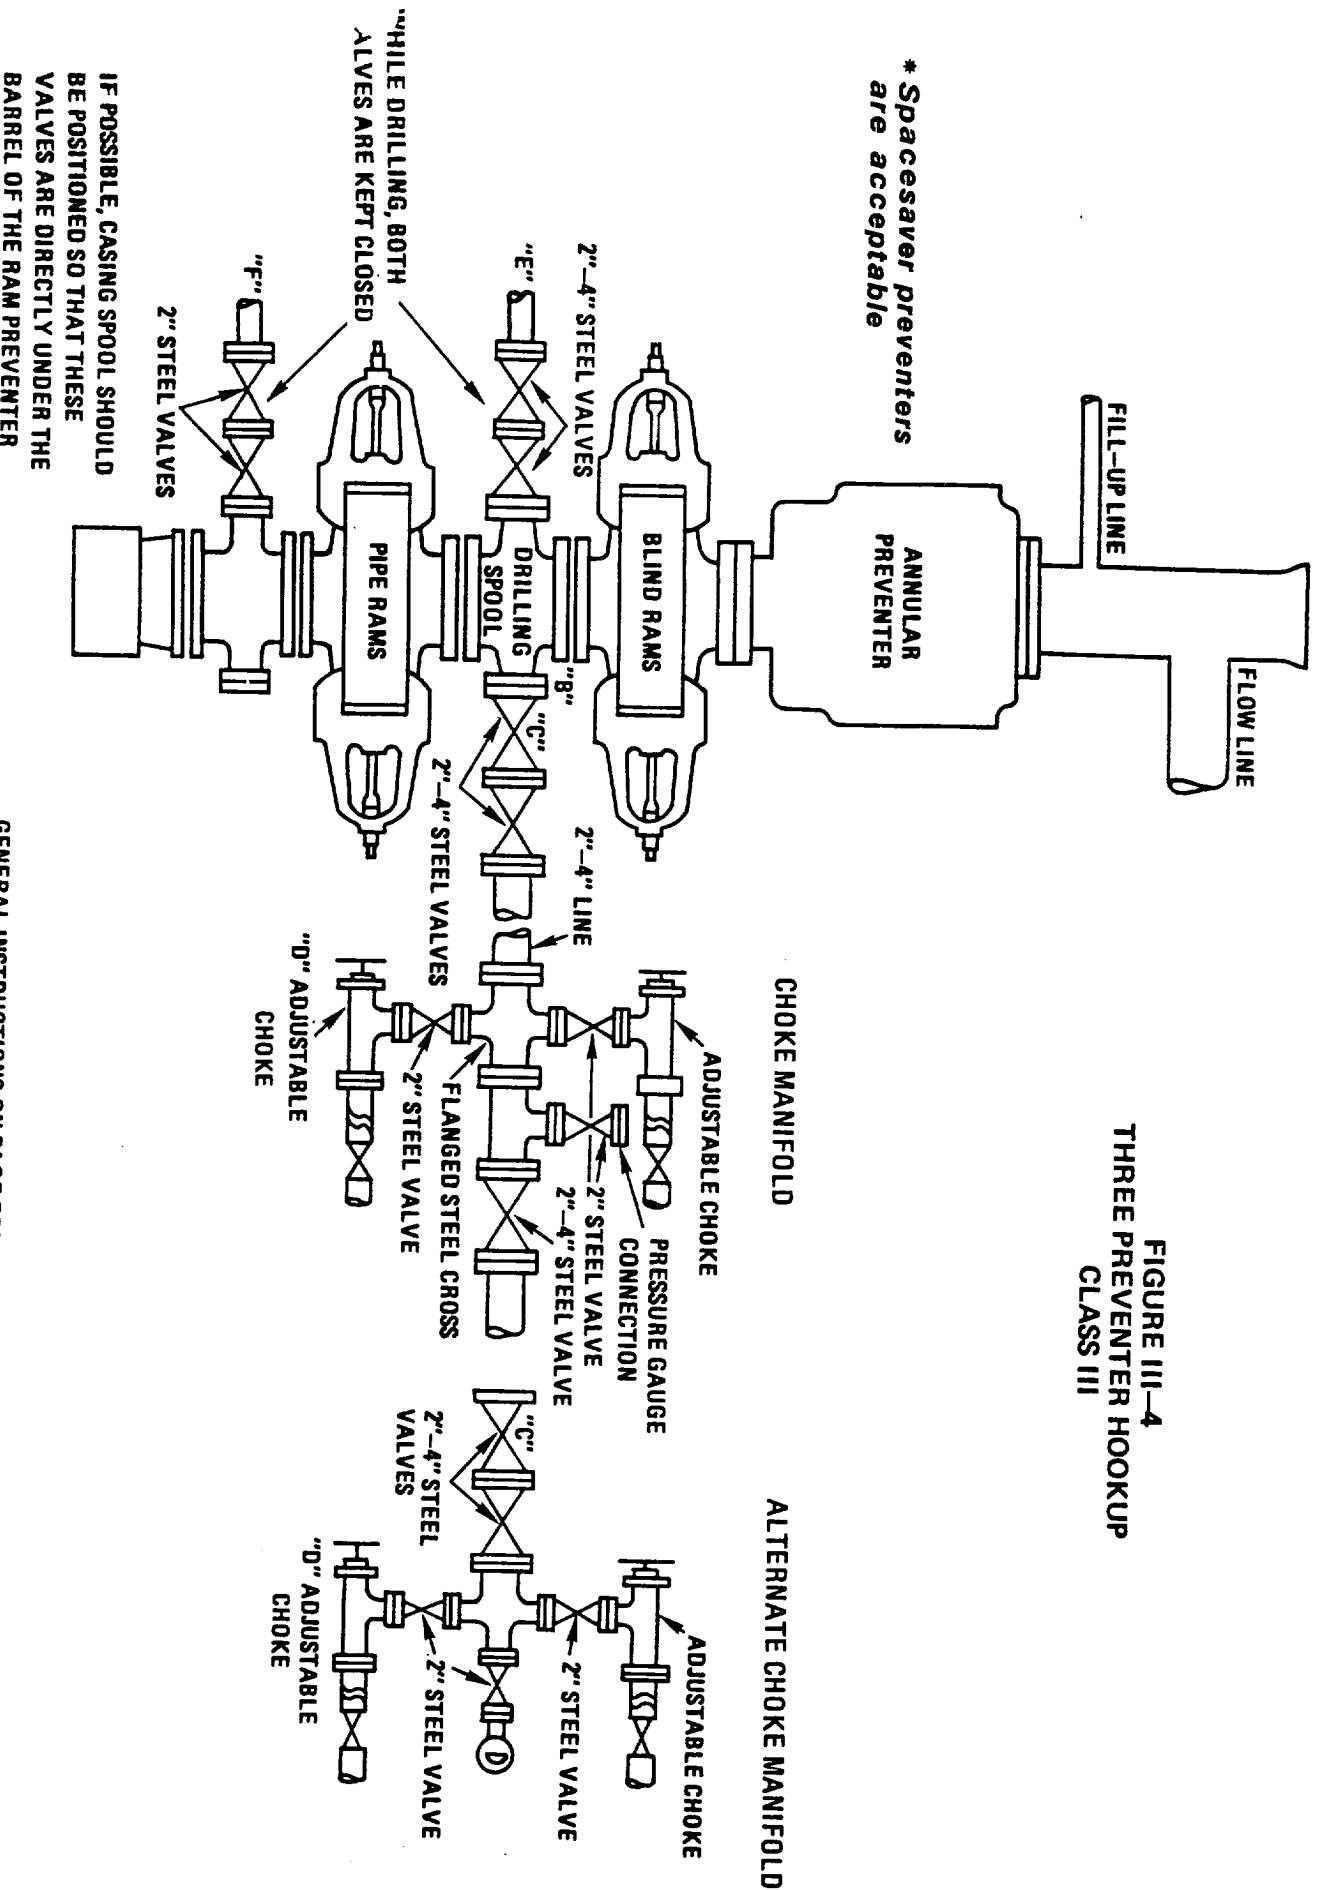 FIGURE III–4
THREE PREVENTER HOOKUP
CLASS III
FILL–UP LINE
FLOW LINE
* Spacesaver preventers
are acceptable
ANNULAR
PREVENTER
CHOKE MANIFOLD
ALTERNATE CHOKE MANIFOLD
ADJUSTABLE CHOKE
PRESSURE GAUGE
CONNECTION
2" STEEL VALVE
2"–4" STEEL VALVE
BLIND RAMS
2"–4" STEEL VALVES
"E"
DRILLING
SPOOL
"B"
"C"
2"–4" LINE
2"–4" STEEL VALVES
FLANGED STEEL CROSS
2" STEEL VALVE
"D" ADJUSTABLE
CHOKE
ADJUSTABLE CHOKE
2" STEEL VALVE
"C"
2"–4" STEEL
VALVES
D
2" STEEL VALVE
"D" ADJUSTABLE
CHOKE
WHILE DRILLING, BOTH
VALVES ARE KEPT CLOSED
PIPE RAMS
"F"
2" STEEL VALVES
IF POSSIBLE, CASING SPOOL SHOULD
BE POSITIONED SO THAT THESE
VALVES ARE DIRECTLY UNDER THE
BARREL OF THE RAM PREVENTER
GENERAL INSTRUCTIONS ON